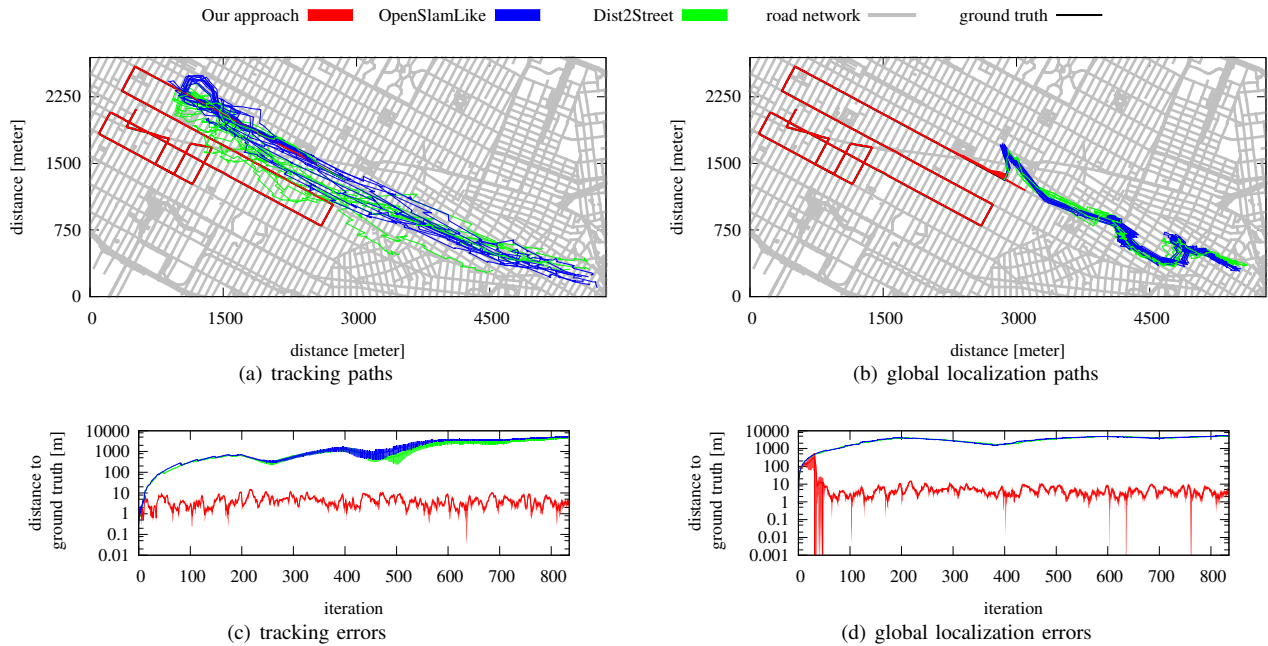 Our approach OpenSlamLike Dist2Street road network ground truth
2250
1500
750
0
distance [meter]
0 1500 3000 4500
distance [meter]
(a) tracking paths
2250
1500
750
0
distance [meter]
0 1500 3000 4500
distance [meter]
(b) global localization paths
10000
1000
100
10
1
0.1
0.01
distance to
ground truth [m]
0 100 200 300 400 500 600 700 800
iteration
(c) tracking errors
10000
1000
100
10
1
0.1
0.01
0.001
distance to
ground truth [m]
0 100 200 300 400 500 600 700 800
iteration
(d) global localization errors